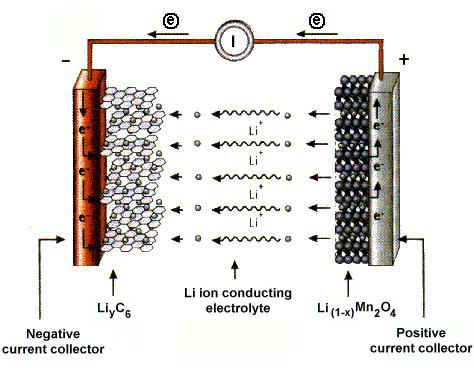 e
e
I
-
+
e-
e-
e-
e-
e-
e-
Li+
Li+
Li+
Li+
Li ion conducting
electrolyte
LiyC6
Li(1-x)Mn2O4
Negative
current collector
Positive
current collector